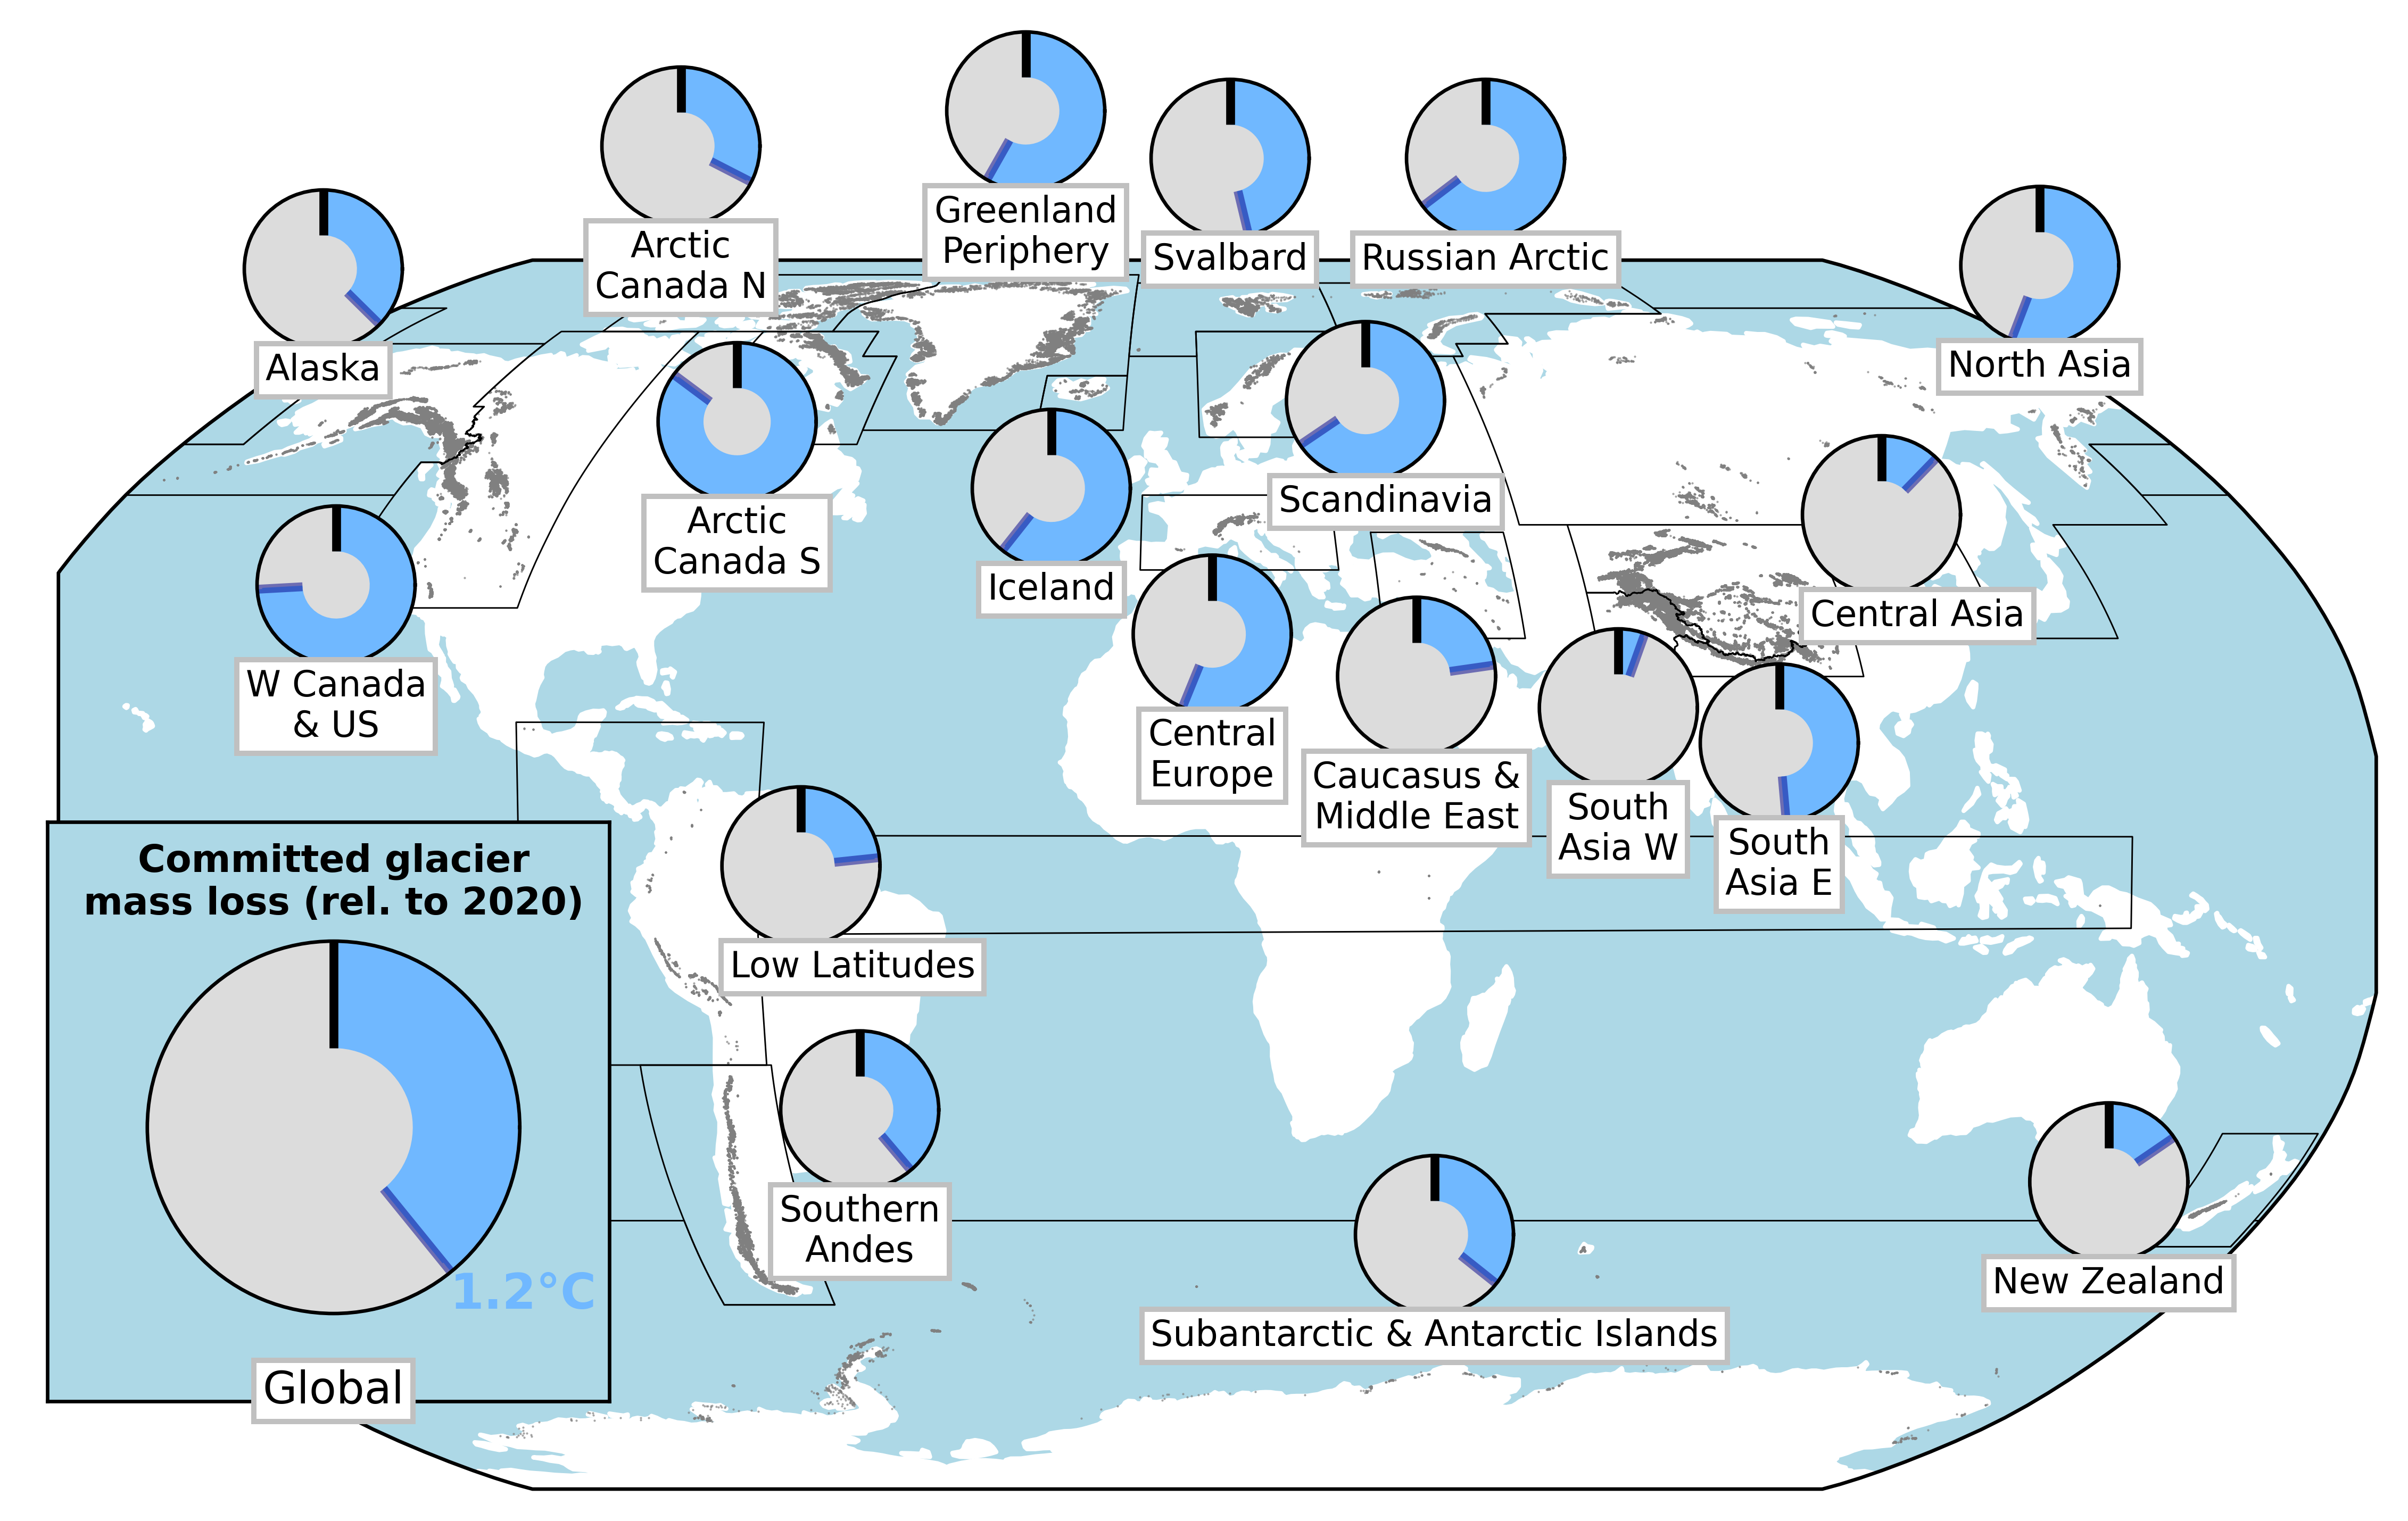 Greenland
Periphery
Arctic
Canada N
Svalbard
Russian Arctic
Alaska
North Asia
Scandinavia
Arctic
Canada S
Iceland
Central Asia
W Canada
& US
Central
Europe
Caucasus &
Middle East
South
Asia W
South
Asia E
Low Latitudes
Committed glacier
mass loss (rel. to 2020)
1.2°C
Global
Southern
Andes
Subantarctic & Antarctic Islands
New Zealand